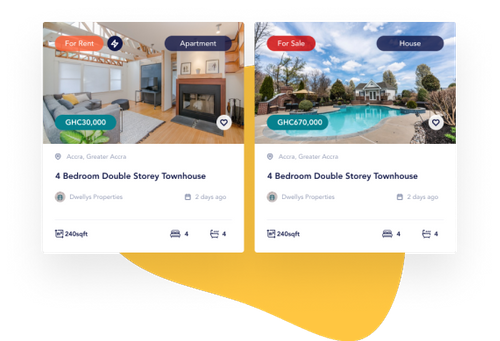 For Rent
Apartment
GHC30,000
Accra, Greater Accra
4 Bedroom Double Storey Townhouse
Dwellys Properties
2 days ago
240sqft
4
4
For Sale
House
GHC670,000
Accra, Greater Accra
4 Bedroom Double Storey Townhouse
Dwellys Properties
2 days ago
240sqft
4
4